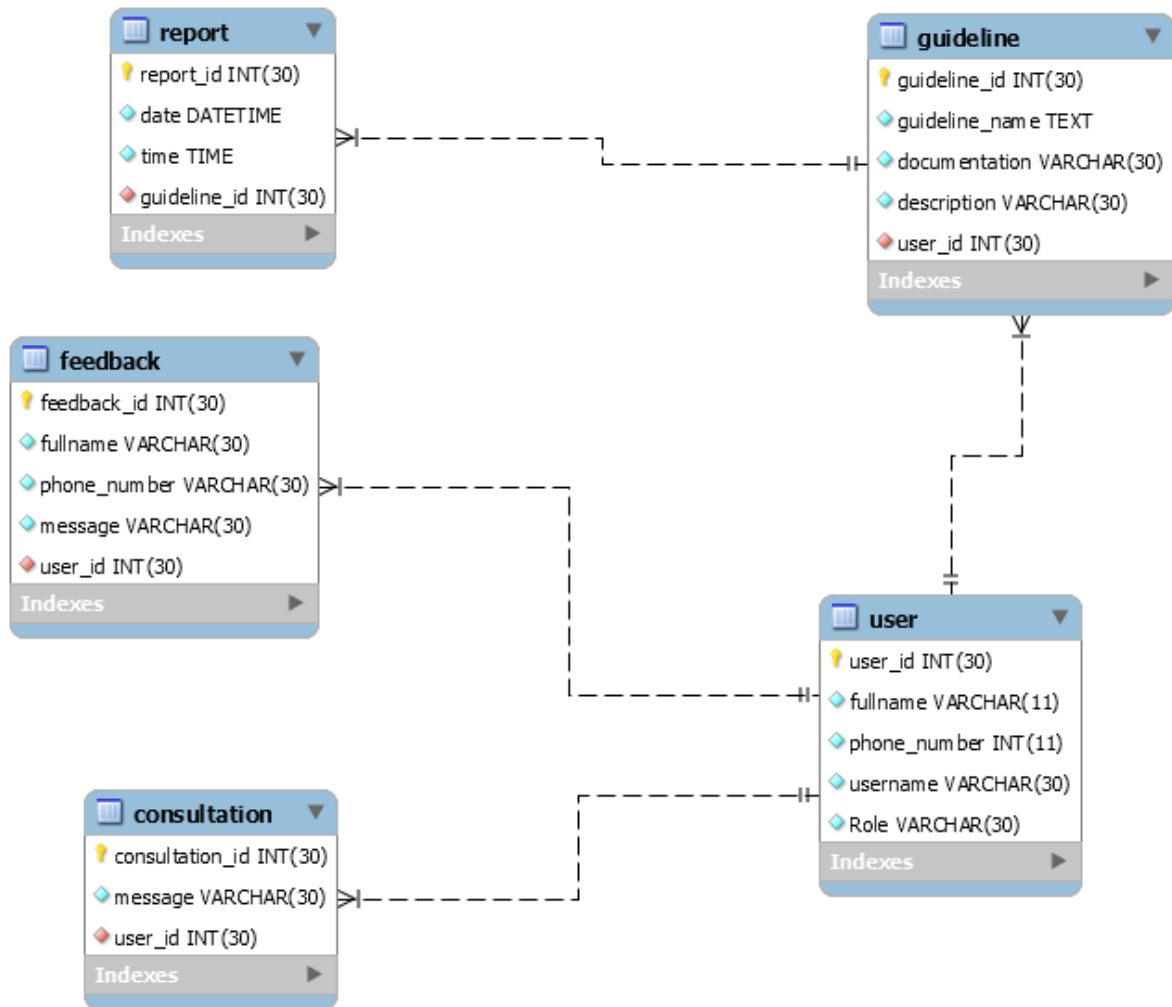 report
report_id INT(30)
date DATETIME
time TIME
guideline_id INT(30)
Indexes
guideline
guideline_id INT(30)
guideline_name TEXT
documentation VARCHAR(30)
description VARCHAR(30)
user_id INT(30)
Indexes
feedback
feedback_id INT(30)
fullname VARCHAR(30)
phone_number VARCHAR(30)
message VARCHAR(30)
user_id INT(30)
Indexes
user
user_id INT(30)
fullname VARCHAR(11)
phone_number INT(11)
username VARCHAR(30)
Role VARCHAR(30)
Indexes
consultation
consultation_id INT(30)
message VARCHAR(30)
user_id INT(30)
Indexes